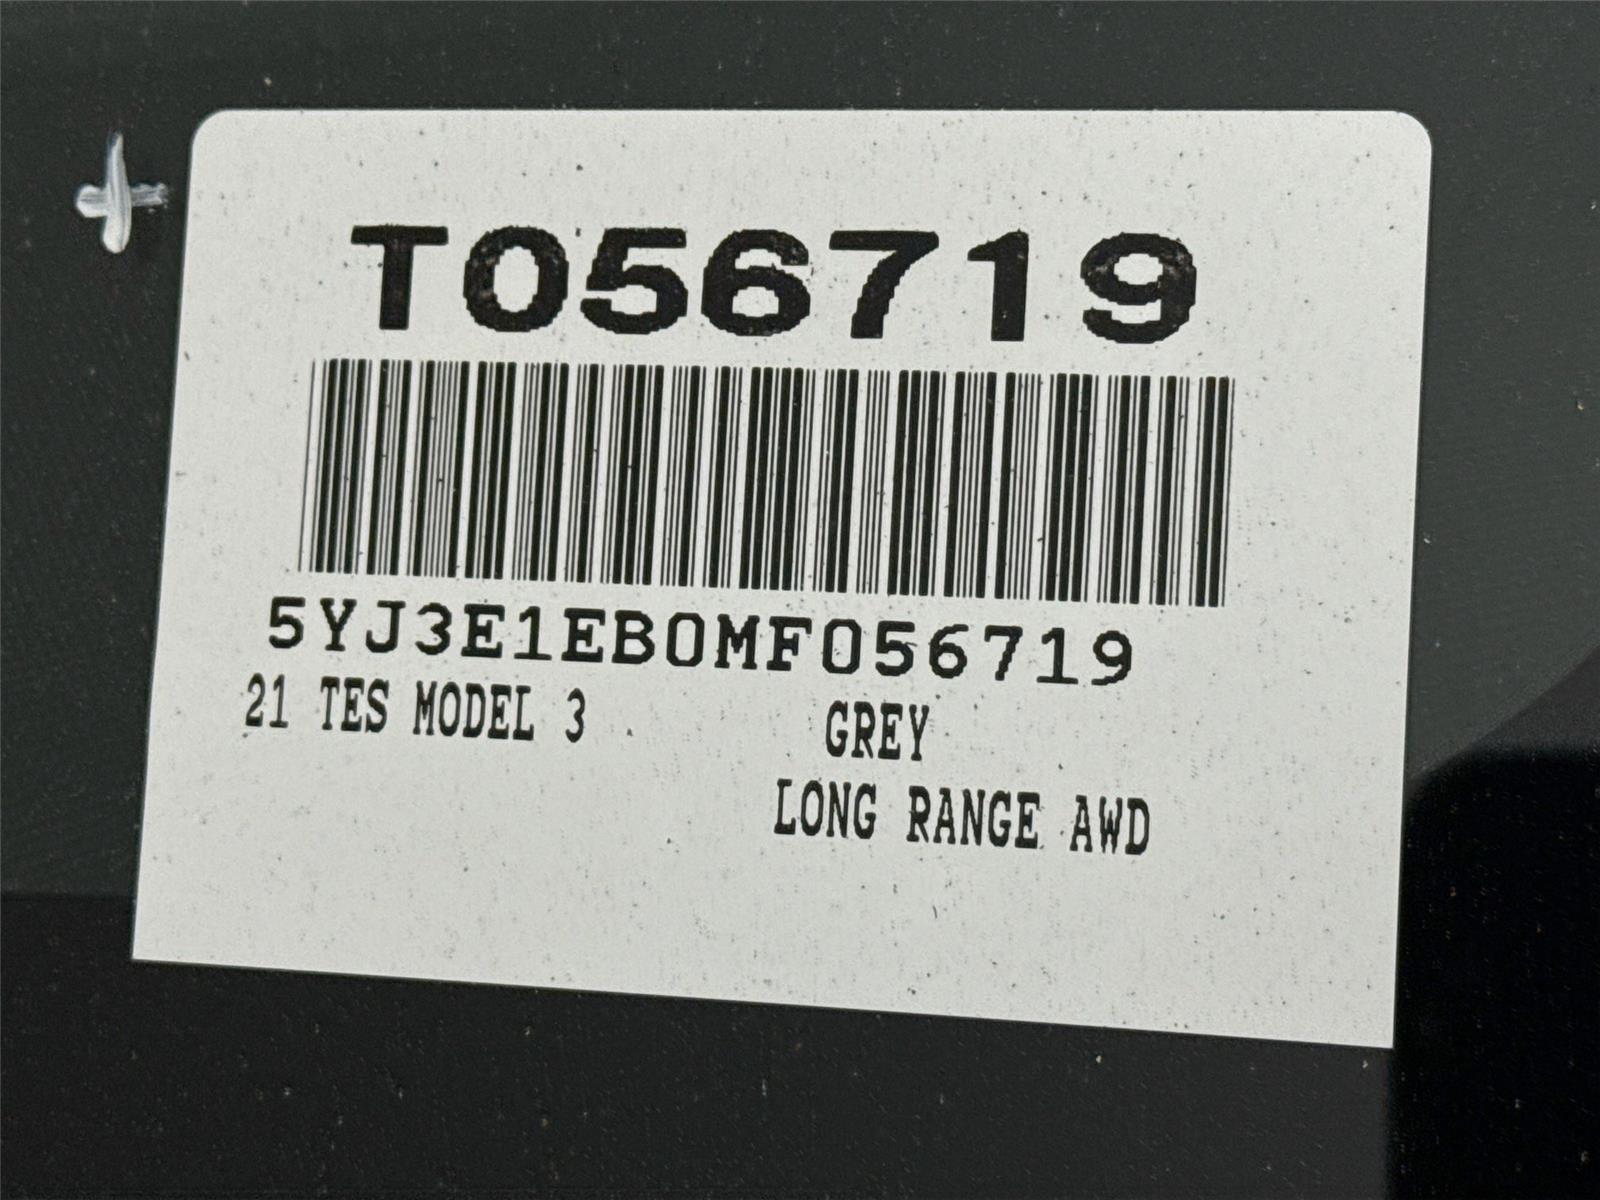 T056719
5YJ3E1EB0MF056719
21 TES MODEL 3 GREY
LONG RANGE AWD